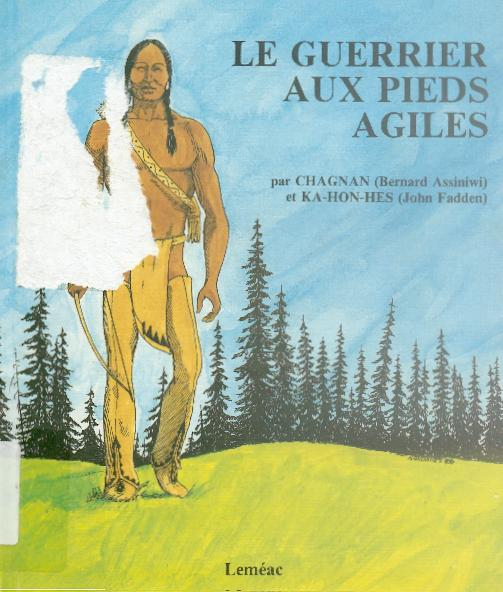 LE GUERRIER
AUX PIEDS
AGILES
par CHAGNAN (Bernard Assiniwi)
et KA-HON-HES (John Fadden)
Leméac